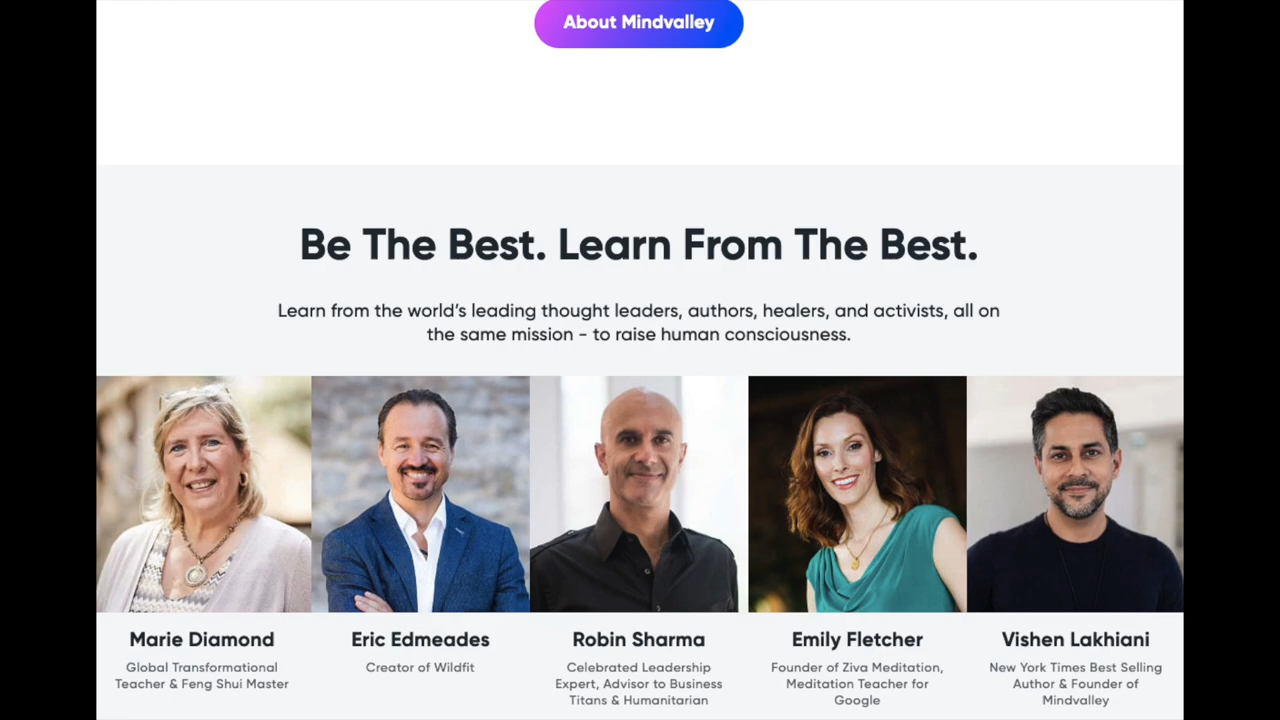 About Mindvalley
Be The Best. Learn From The Best.
Learn from the world's leading thought leaders, authors, healers, and activists, all on
the same mission - to raise human consciousness.
Marie Diamond
Global Transformational
Teacher & Feng Shui Master
Eric Edmeades
Creator of Wildfit
Robin Sharma
Celebrated Leadership
Expert, Advisor to Business
Titans & Humanitarian
Emily Fletcher
Founder of Ziva Meditation,
Meditation Teacher for
Google
Vishen Lakhiani
New York Times Best Selling
Author & Founder of
Mindvalley